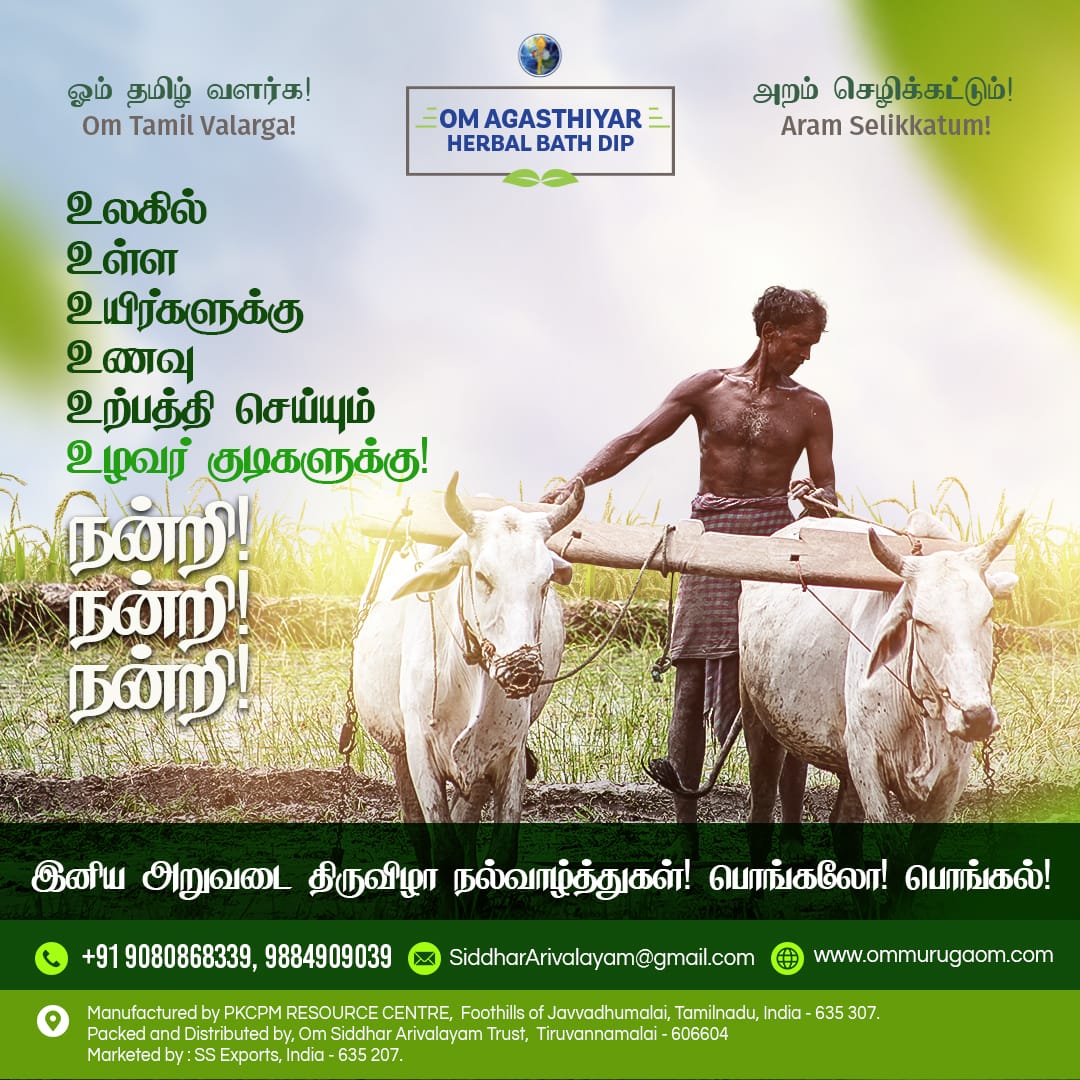 ஓம் தமிழ் வளர்க!
Om Tamil Valarga!
OM AGASTHIYAR
HERBAL BATH DIP
அறம் செழிக்கட்டும்!
Aram Selikkatum!
உலகில்
உள்ள
உயிர்களுக்கு
உணவு
உற்பத்தி செய்யும்
உழவர் குடிகளுக்கு!
நன்றி!
நன்றி!
நன்றி!
இனிய அறுவடை திருவிழா நல்வாழ்த்துகள்! பொங்கலோ! பொங்கல்!
+91 9080868339, 9884909039 SiddharArivalayam@gmail.com www.ommurugaom.com
Manufactured by PKCPM RESOURCE CENTRE, Foothills of Javvadhumalai, Tamilnadu, India - 635 307.
Packed and Distributed by, Om Siddhar Arivalayam Trust, Tiruvannamalai - 606604
Marketed by : SS Exports, India - 635 207.